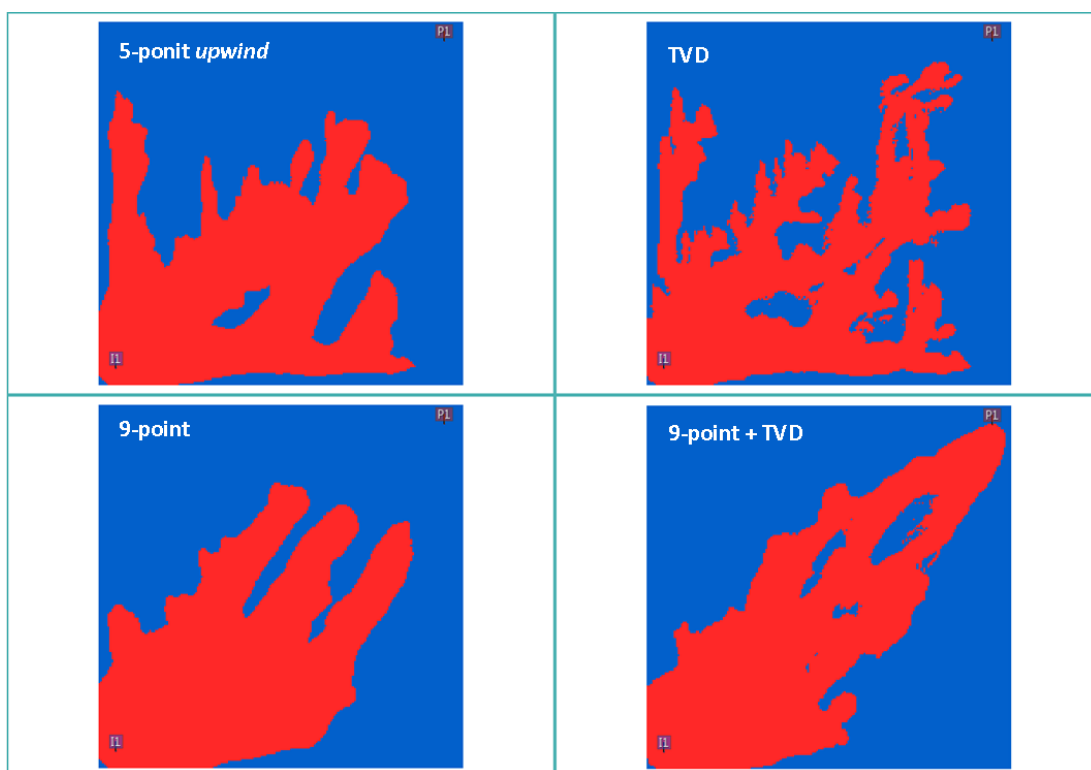 5-ponit upwind
P1
I1
TVD
P1
I1
9-point
P1
I1
9-point + TVD
P1
I1